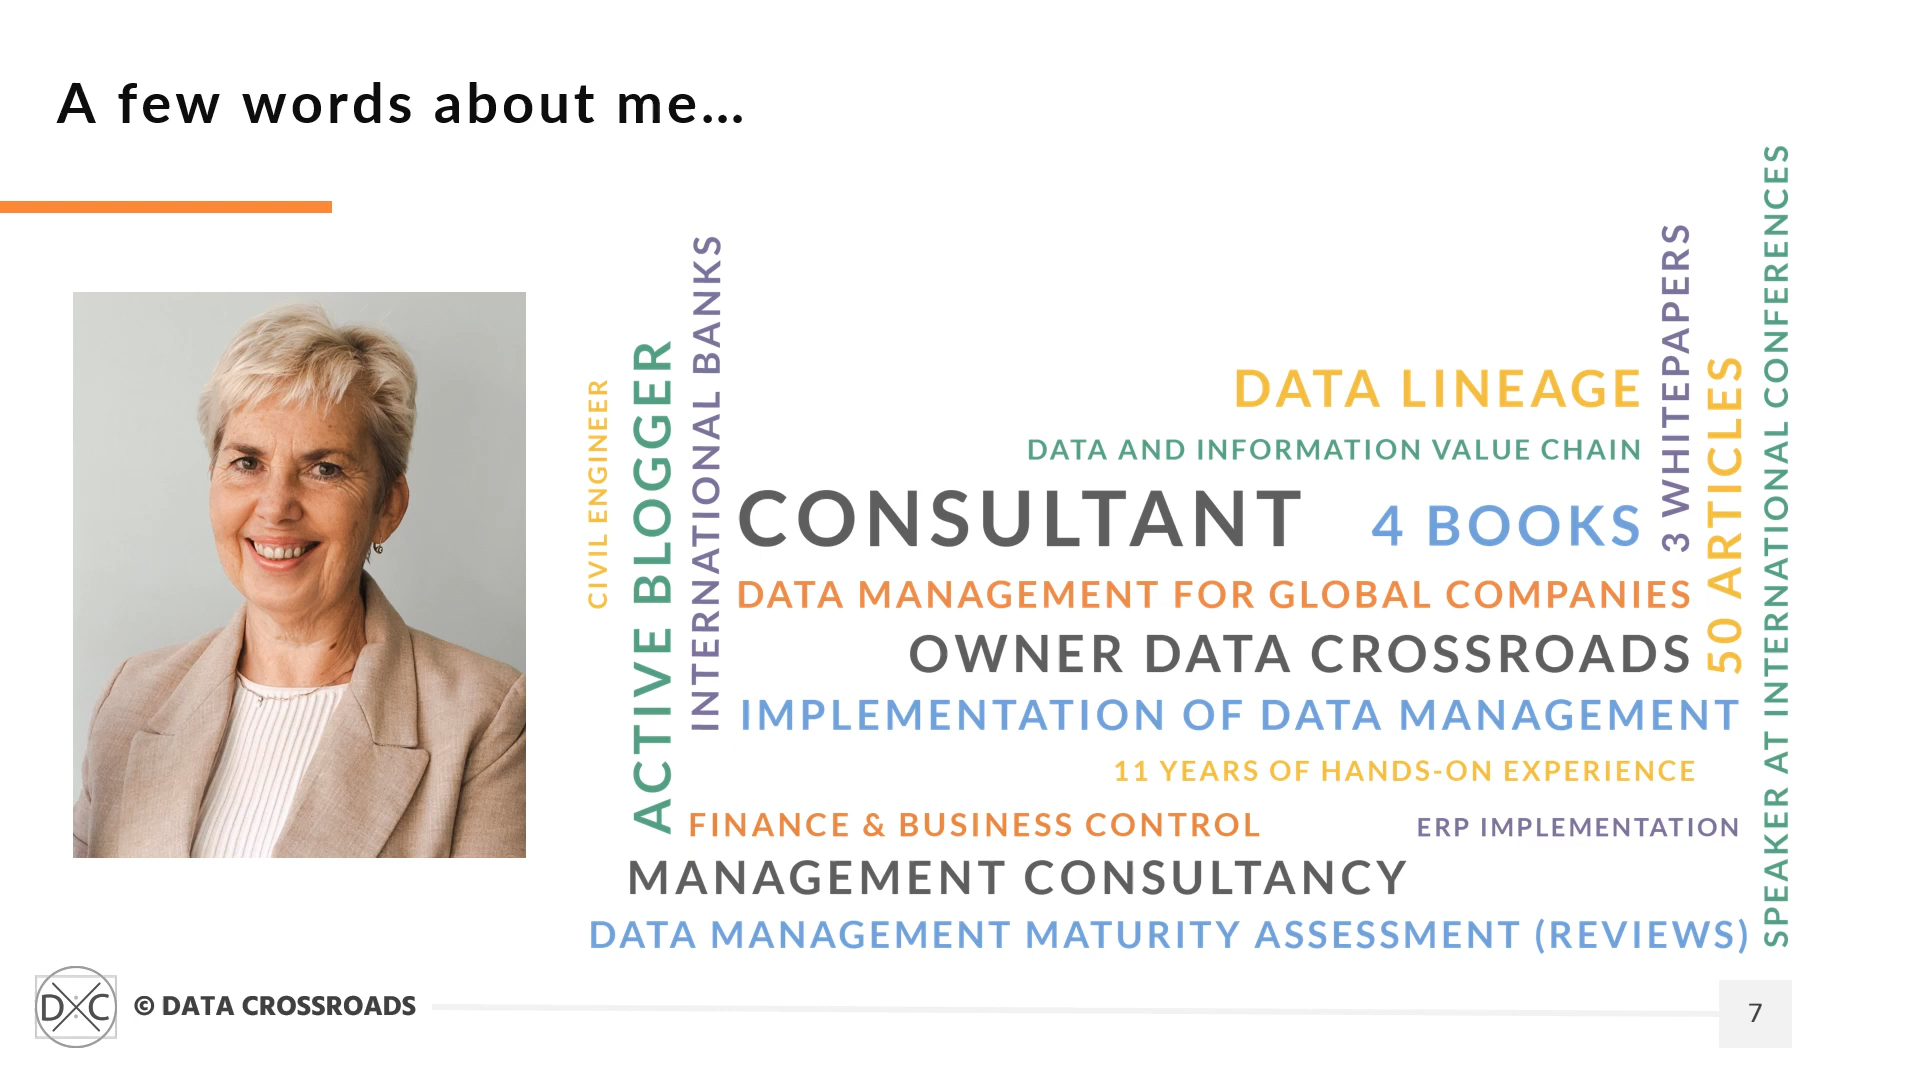 A few words about me...
CIVIL ENGINEER
ACTIVE BLOGGER
INTERNATIONAL BANKS
DATA LINEAGE
DATA AND INFORMATION VALUE CHAIN
CONSULTANT
4 BOOKS
3 WHITEPAPERS
50 ARTICLES
SPEAKER AT INTERNATIONAL CONFERENCES
DATA MANAGEMENT FOR GLOBAL COMPANIES
OWNER DATA CROSSROADS
IMPLEMENTATION OF DATA MANAGEMENT
11 YEARS OF HANDS-ON EXPERIENCE
FINANCE & BUSINESS CONTROL
ERP IMPLEMENTATION
MANAGEMENT CONSULTANCY
DATA MANAGEMENT MATURITY ASSESSMENT (REVIEWS)
DC
© DATA CROSSROADS
7